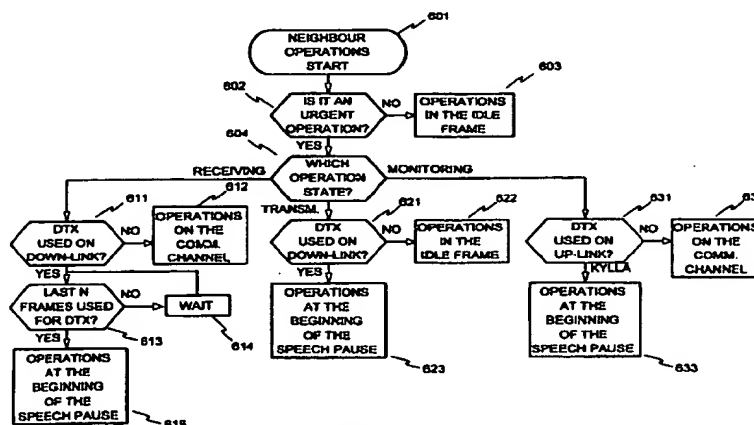 601
NEIGHBOUR
OPERATIONS
START
602
IS IT AN
URGENT
OPERATION?
NO
603
OPERATIONS
IN THE IDLE
FRAME
YES
604
WHICH
OPERATION
STATE?
RECEIVING
MONITORING
TRANSM.
611
DTX
USED ON
DOWN-LINK?
NO
612
OPERATIONS
ON THE
COMM.
CHANNEL
621
DTX
USED ON
DOWN-LINK?
NO
622
OPERATIONS
IN THE
IDLE FRAME
631
DTX
USED ON
UP-LINK?
NO
OPERATIONS
ON THE
COMM.
CHANNEL
YES
LAST N
FRAMES USED
FOR DTX?
NO
WAIT
613
614
YES
OPERATIONS
AT THE
BEGINNING
OF THE
SPEECH PAUSE
YES
OPERATIONS
AT THE
BEGINNING
OF THE
SPEECH PAUSE
623
KYLLA
OPERATIONS
AT THE
BEGINNING
OF THE
SPEECH PAUSE
633